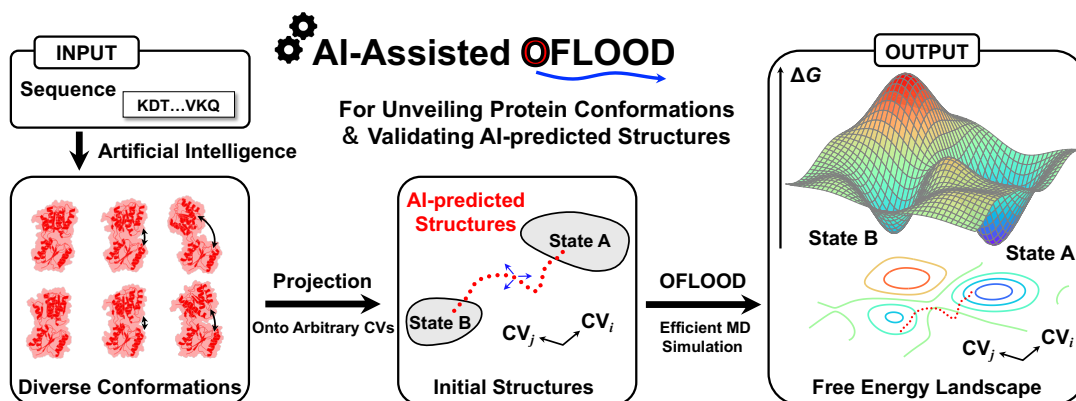 INPUT
Sequence
KDT...VKQ
Artificial Intelligence
Diverse Conformations
AI-Assisted OFLOOD
For Unveiling Protein Conformations
& Validating AI-predicted Structures
Projection
Onto Arbitrary CVs
AI-predicted
Structures
State A
State B
CVj
CVi
Initial Structures
OFLOOD
Efficient MD
Simulation
OUTPUT
ΔG
State B
State A
CVj
CVi
Free Energy Landscape